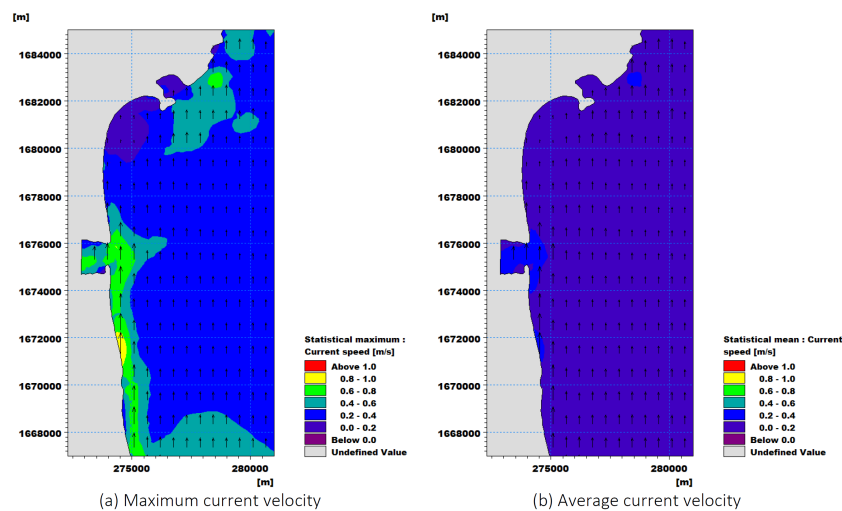 [m]
1684000
1682000
1680000
1678000
1676000
1674000
1672000
1670000
1668000
275000
280000
[m]
Statistical maximum :
Current speed [m/s]
Above 1.0
0.8 - 1.0
0.6 - 0.8
0.4 - 0.6
0.2 - 0.4
0.0 - 0.2
Below 0.0
Undefined Value
(a) Maximum current velocity
[m]
1684000
1682000
1680000
1678000
1676000
1674000
1672000
1670000
1668000
275000
280000
[m]
Statistical mean : Current
speed [m/s]
Above 1.0
0.8 - 1.0
0.6 - 0.8
0.4 - 0.6
0.2 - 0.4
0.0 - 0.2
Below 0.0
Undefined Value
(b) Average current velocity